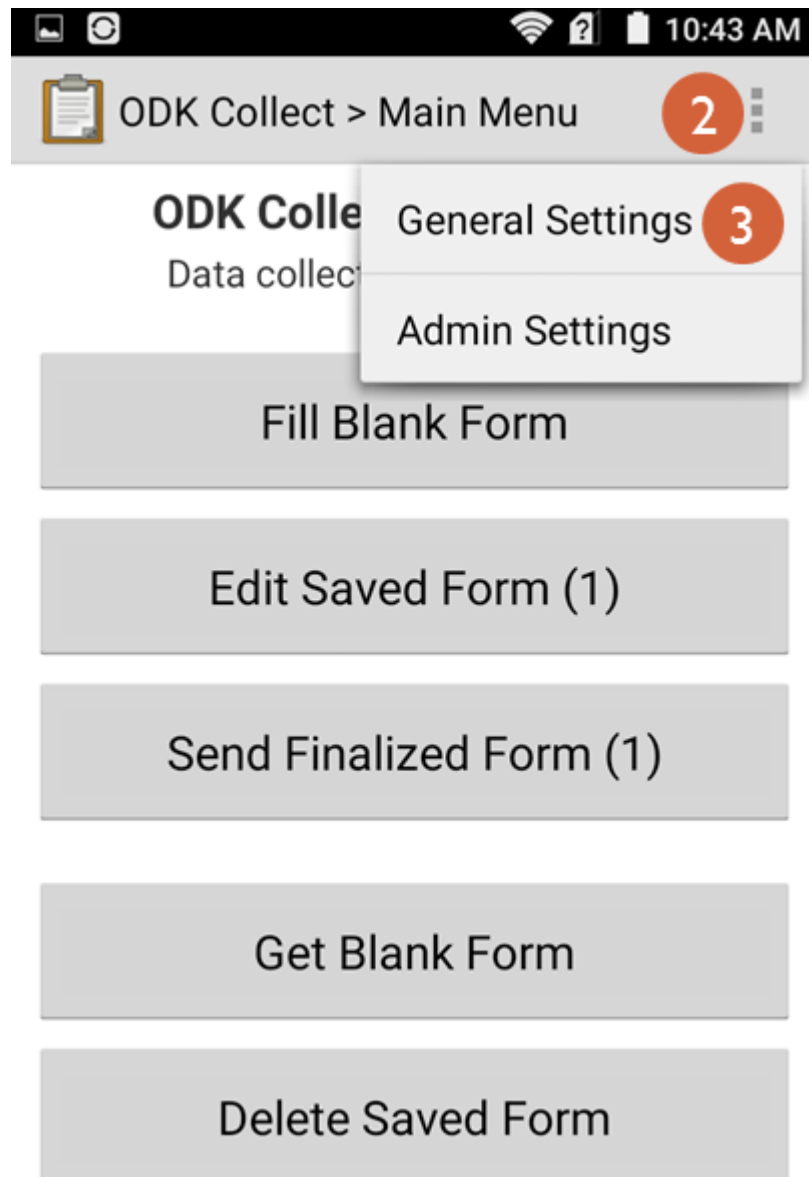 10:43 AM
ODK Collect > Main Menu
2
General Settings
3
Admin Settings
ODK Colle
Data collec
Fill Blank Form
Edit Saved Form (1)
Send Finalized Form (1)
Get Blank Form
Delete Saved Form